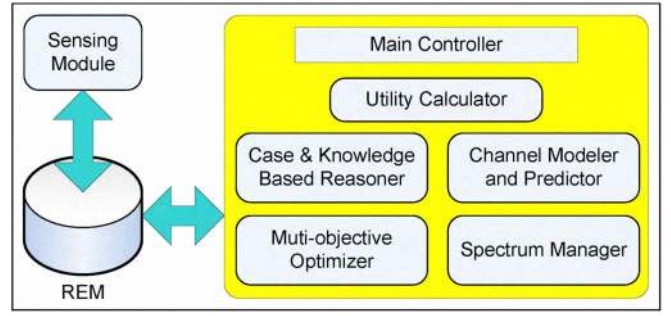 Sensing
Module
REM
Main Controller
Utility Calculator
Case & Knowledge
Based Reasoner
Channel Modeler
and Predictor
Muti-objective
Optimizer
Spectrum Manager